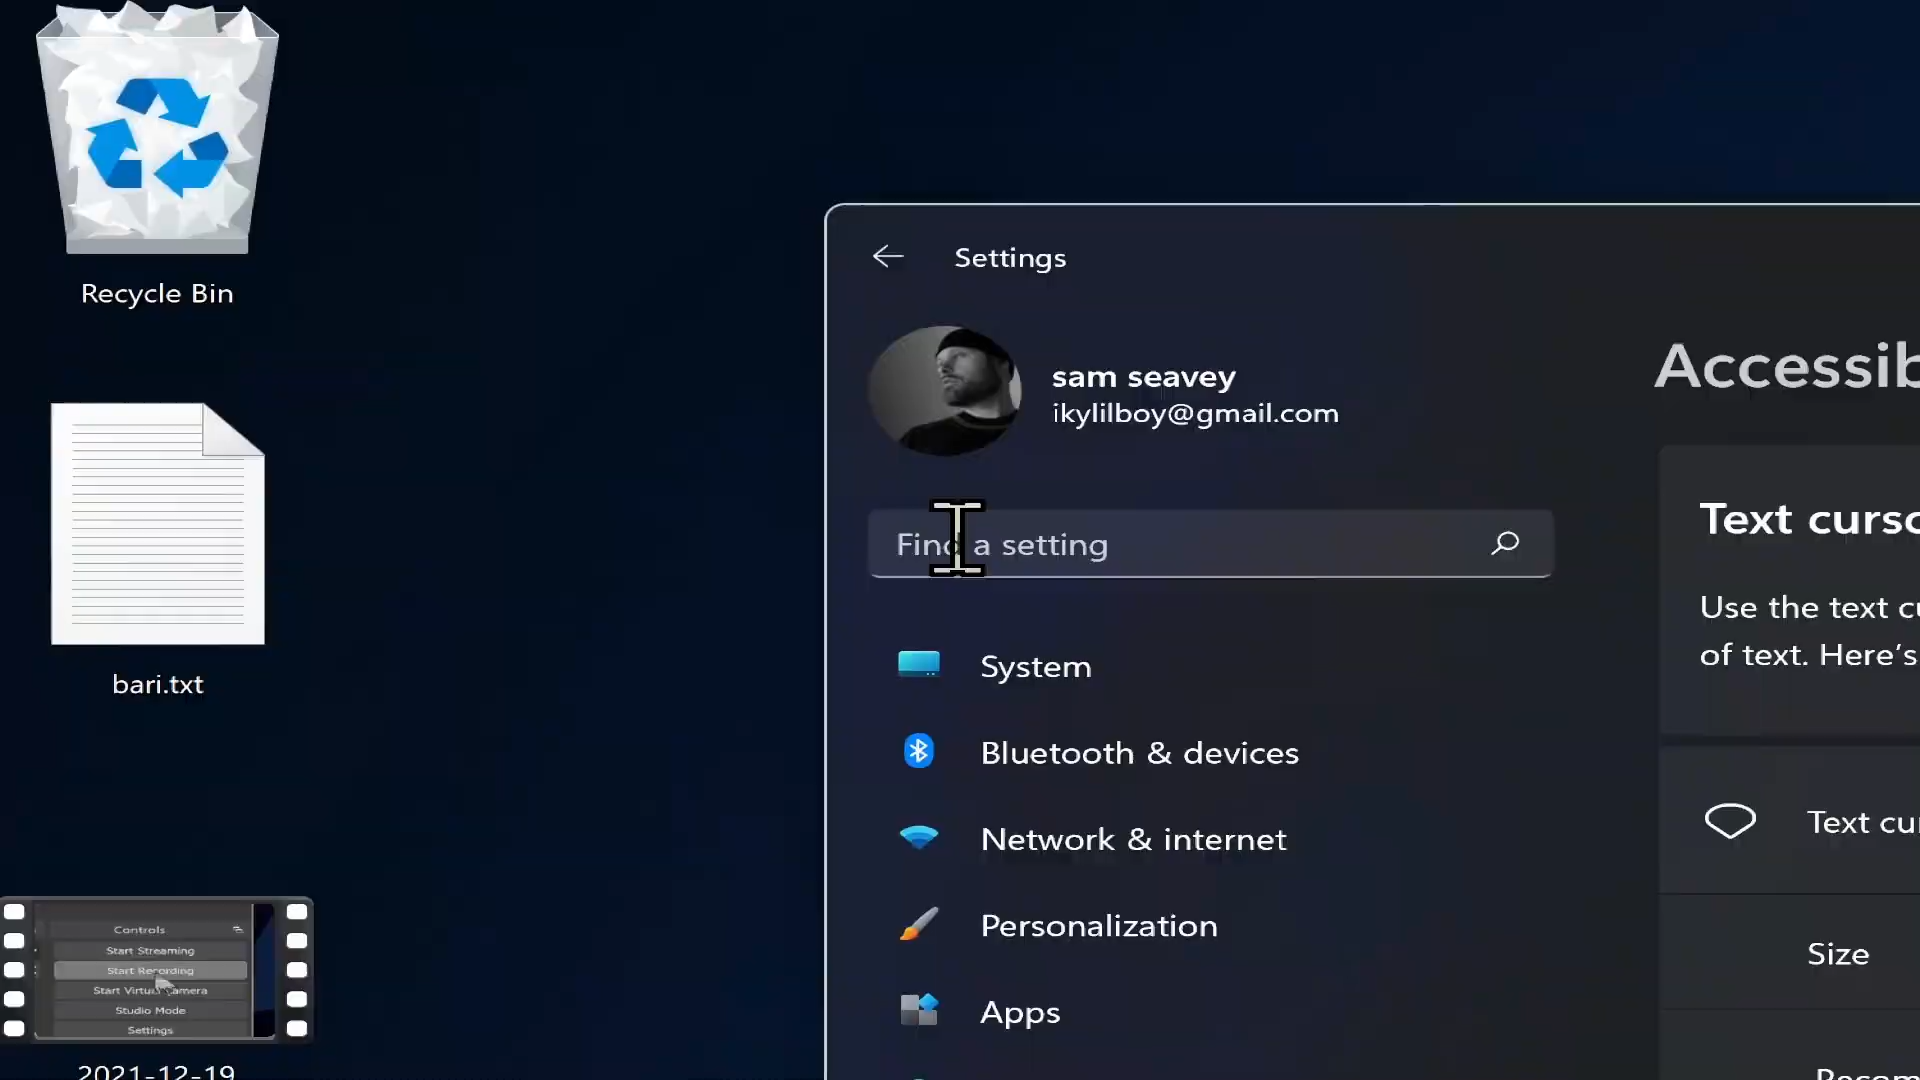 Recycle Bin
bari.txt
Controls
Start Streaming
Start Recording
Studio Mode
Settings
2021-12-19
Settings
sam seavey
ikylilboy@gmail.com
Find a setting
System
Bluetooth & devices
Network & internet
Personalization
Apps
Accessib
Text curso
Use the text cu
of text. Here's
Text cu
Size